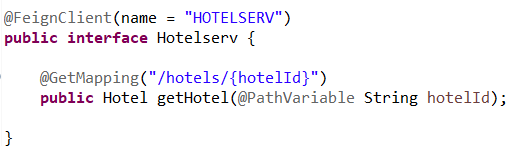 @FeignClient(name = "HOTELSERV")
public interface Hotelserv {
@GetMapping("/hotels/{hotelId}")
public Hotel getHotel(@PathVariable String hotelId);
}